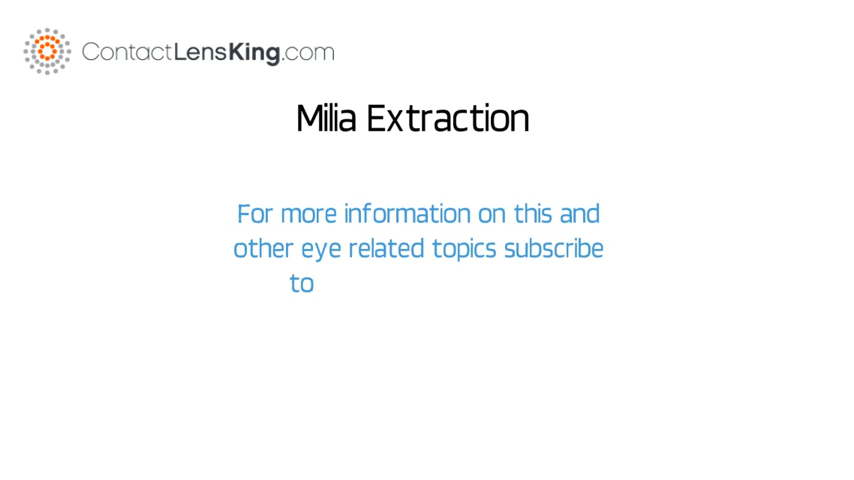 ContactLensKing.com
Milia Extraction
For more information on this and
other eye related topics subscribe
to